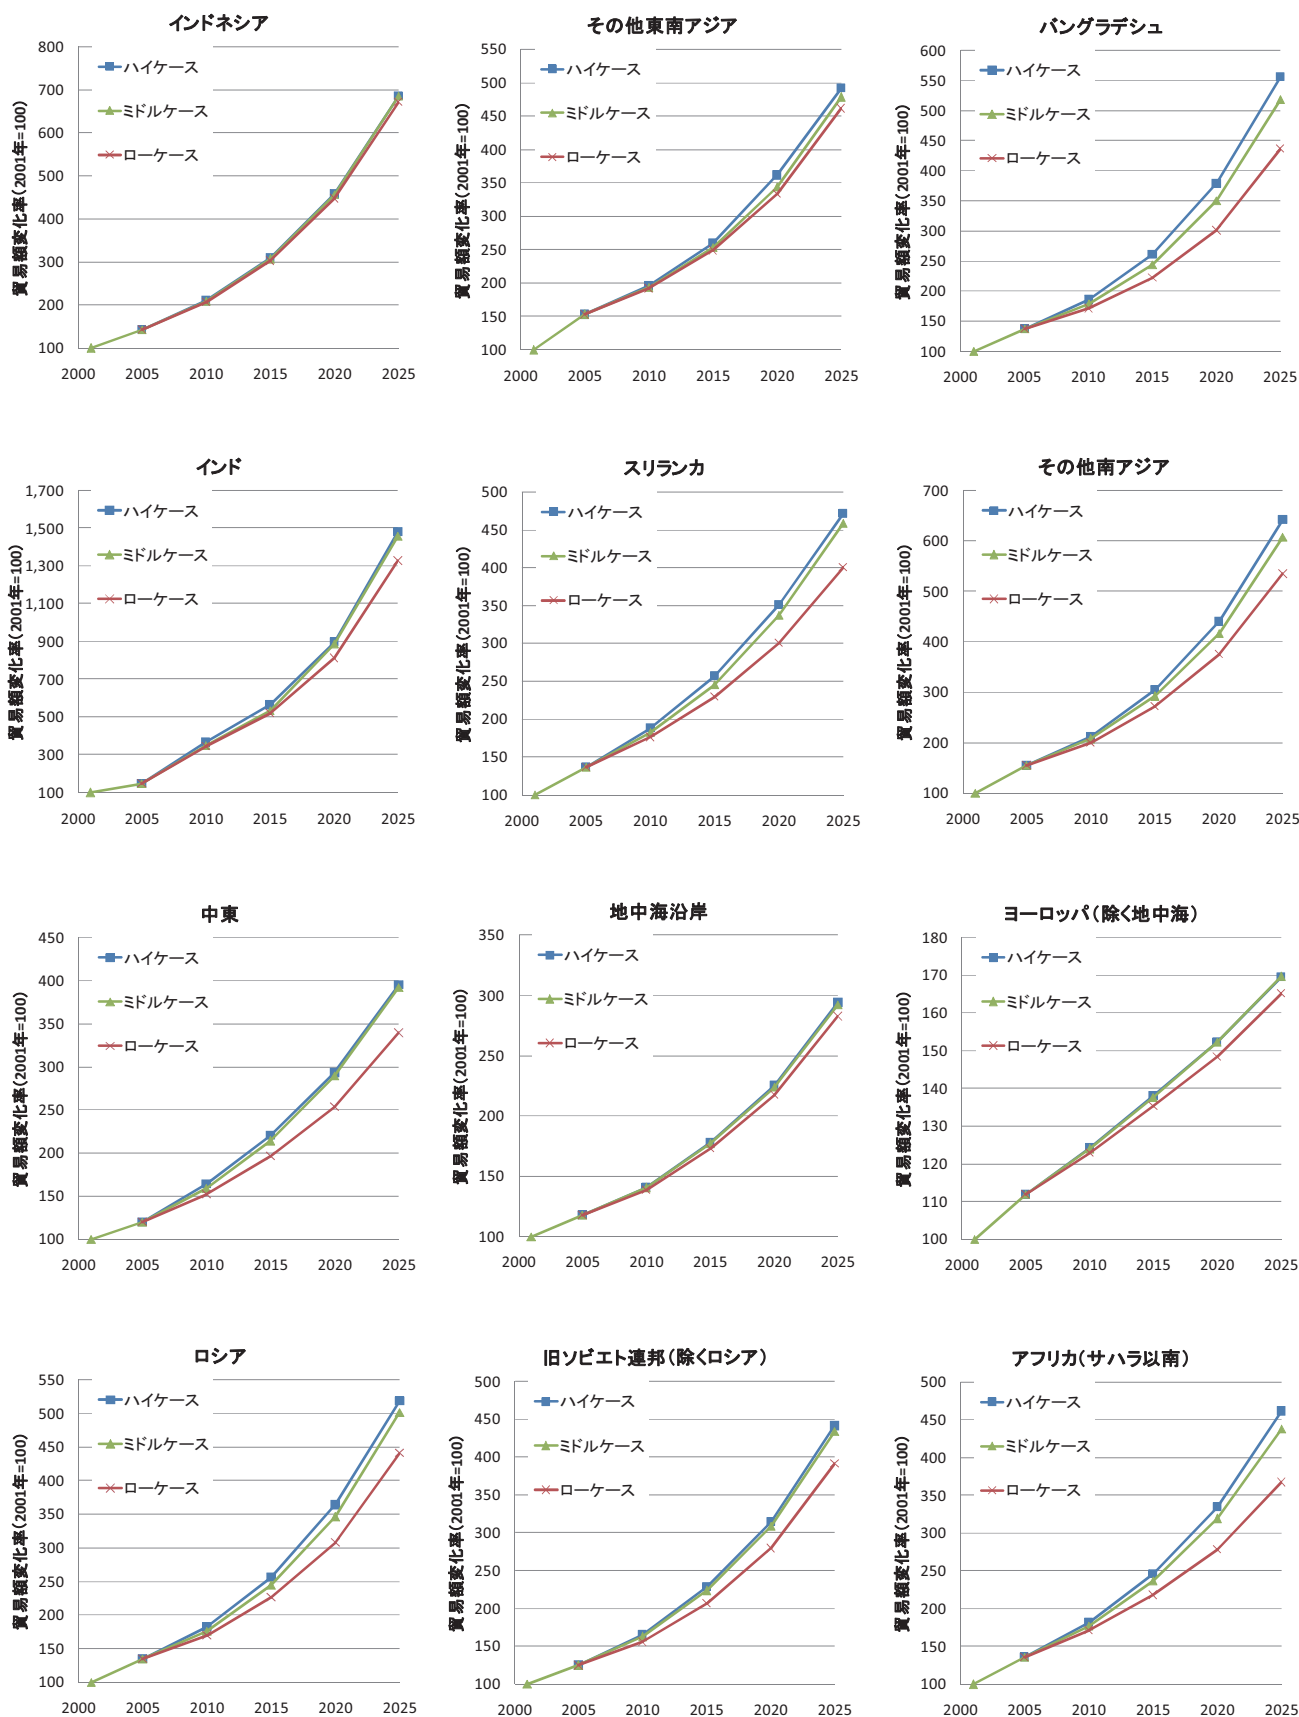 インドネシア
貿易額変化率(2001年=100)
800
700
600
500
400
300
200
100
ハイケース
ミドルケース
ローケース
2000 2005 2010 2015 2020 2025
その他東南アジア
貿易額変化率(2001年=100)
550
500
450
400
350
300
250
200
150
100
ハイケース
ミドルケース
ローケース
2000 2005 2010 2015 2020 2025
バングラデシュ
貿易額変化率(2001年=100)
600
550
500
450
400
350
300
250
200
150
100
ハイケース
ミドルケース
ローケース
2000 2005 2010 2015 2020 2025
インド
貿易額変化率(2001年=100)
1,700
1,500
1,300
1,100
900
700
500
300
100
ハイケース
ミドルケース
ローケース
2000 2005 2010 2015 2020 2025
スリランカ
貿易額変化率(2001年=100)
500
450
400
350
300
250
200
150
100
ハイケース
ミドルケース
ローケース
2000 2005 2010 2015 2020 2025
その他南アジア
貿易額変化率(2001年=100)
700
600
500
400
300
200
100
ハイケース
ミドルケース
ローケース
2000 2005 2010 2015 2020 2025
中東
貿易額変化率(2001年=100)
450
400
350
300
250
200
150
100
ハイケース
ミドルケース
ローケース
2000 2005 2010 2015 2020 2025
地中海沿岸
貿易額変化率(2001年=100)
350
300
250
200
150
100
ハイケース
ミドルケース
ローケース
2000 2005 2010 2015 2020 2025
ヨーロッパ(除く地中海)
貿易額変化率(2001年=100)
180
170
160
150
140
130
120
110
100
ハイケース
ミドルケース
ローケース
2000 2005 2010 2015 2020 2025
ロシア
貿易額変化率(2001年=100)
550
500
450
400
350
300
250
200
150
100
ハイケース
ミドルケース
ローケース
2000 2005 2010 2015 2020 2025
旧ソビエト連邦(除くロシア)
貿易額変化率(2001年=100)
500
450
400
350
300
250
200
150
100
ハイケース
ミドルケース
ローケース
2000 2005 2010 2015 2020 2025
アフリカ(サハラ以南)
貿易額変化率(2001年=100)
500
450
400
350
300
250
200
150
100
ハイケース
ミドルケース
ローケース
2000 2005 2010 2015 2020 2025